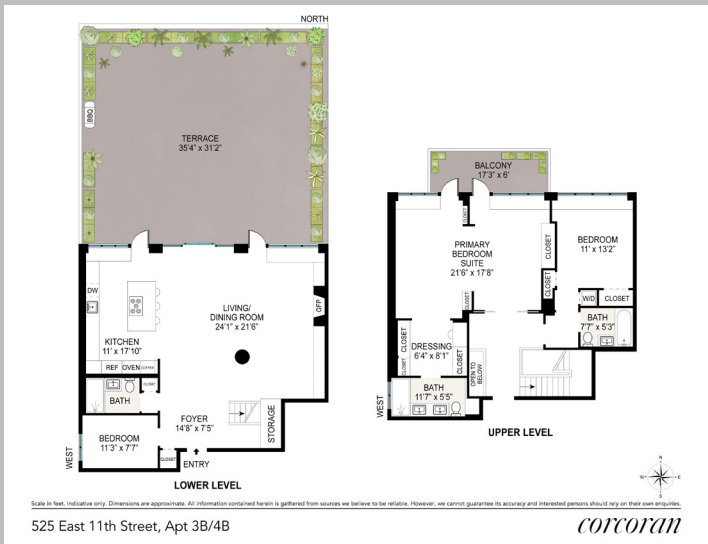 NORTH
BBQ
TERRACE
35'4" x 31'2"
DW
LIVING/
DINING ROOM
24'1" x 21'6"
GFP
KITCHEN
11' x 17'10"
REF OVEN COFFEE
CLOSET
BATH
FOYER
14'8" x 7'5"
STORAGE
BEDROOM
11'3" x 7'7"
WEST
CLOSET
ENTRY
LOWER LEVEL
BALCONY
17'3" x 6'
CLOSET
PRIMARY
BEDROOM
SUITE
21'6" x 17'8"
CLOSET
BEDROOM
11' x 13'2"
CLOSET
CLOSET
W/D
CLOSET
BATH
7'7" x 5'3"
CLOSET
DRESSING
6'4" x 8'1"
CLOSET
CLOSET
OPEN TO
BELOW
BATH
11'7" x 5'5"
WEST
UPPER LEVEL
N
W
E
S
Scale in feet. Indicative only. Dimensions are approximate. All information contained herein is gathered from sources we believe to be reliable. However, we cannot guarantee its accuracy and interested persons should rely on their own enquiries.
525 East 11th Street, Apt 3B/4B
corcoran